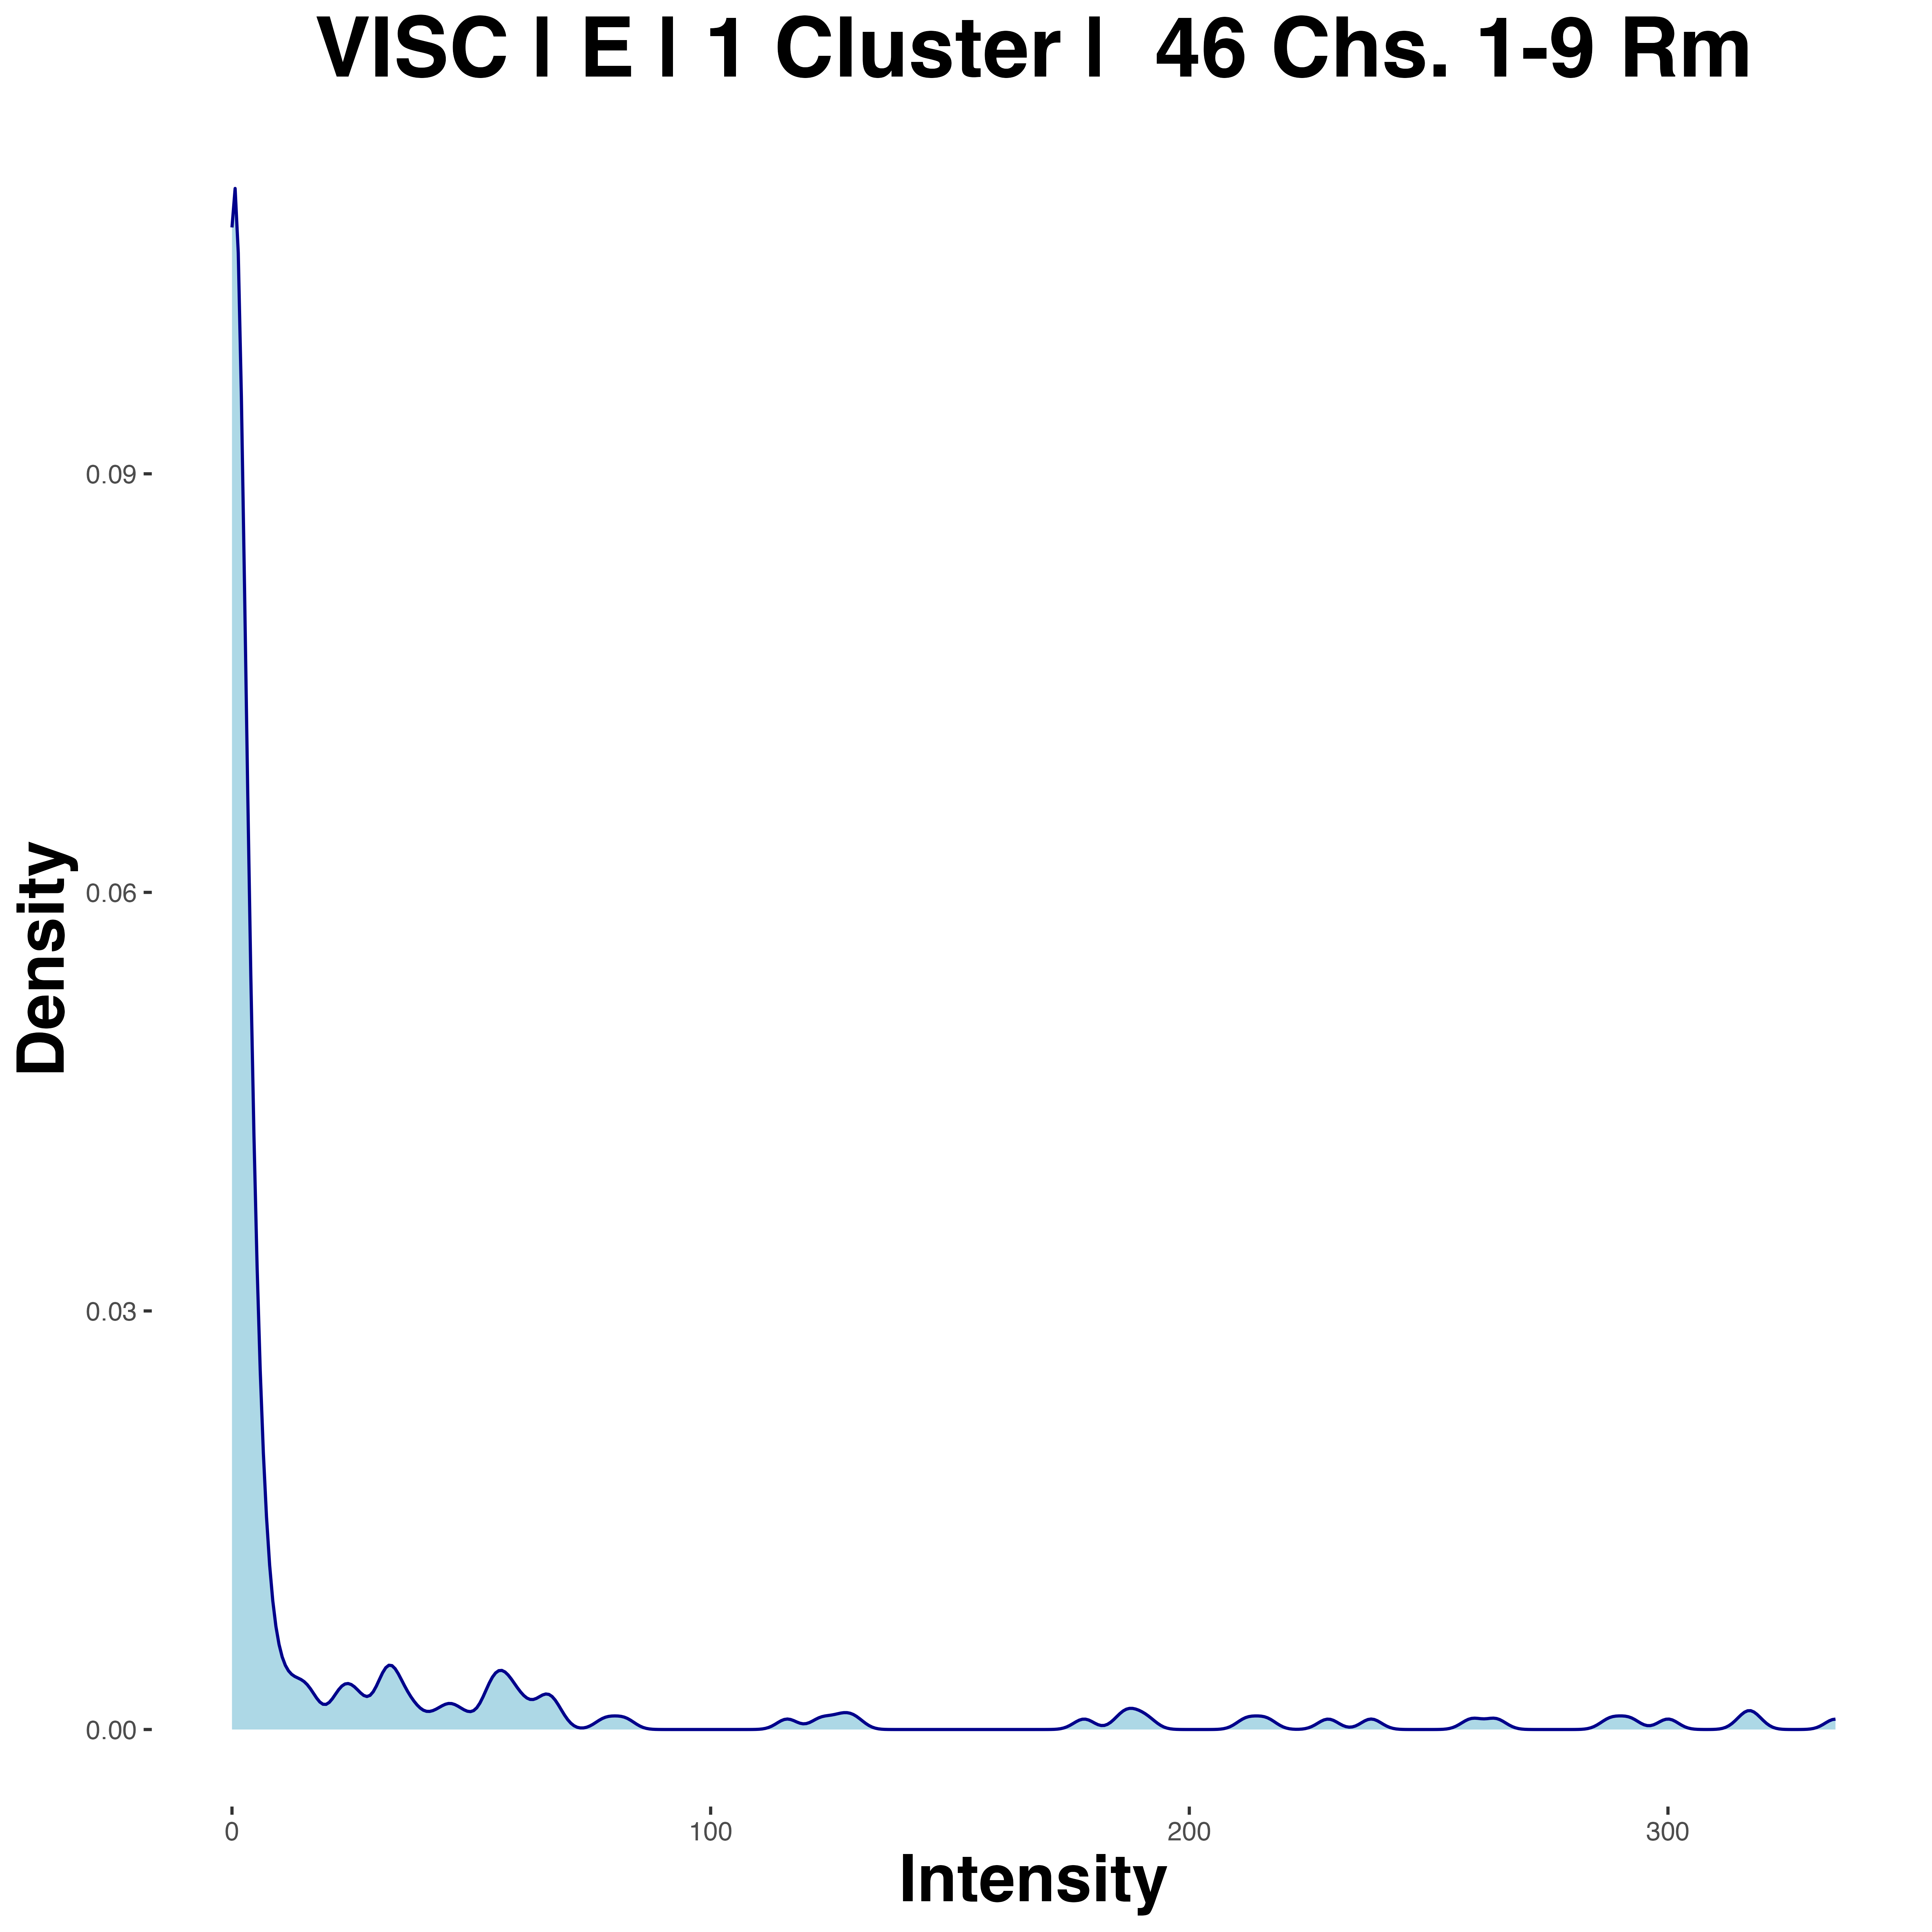 VISC | E | 1 Cluster |  46 Chs. 1-9 Rm
Density
0.09
0.06
0.03
0.00
0 100 200 300
Intensity